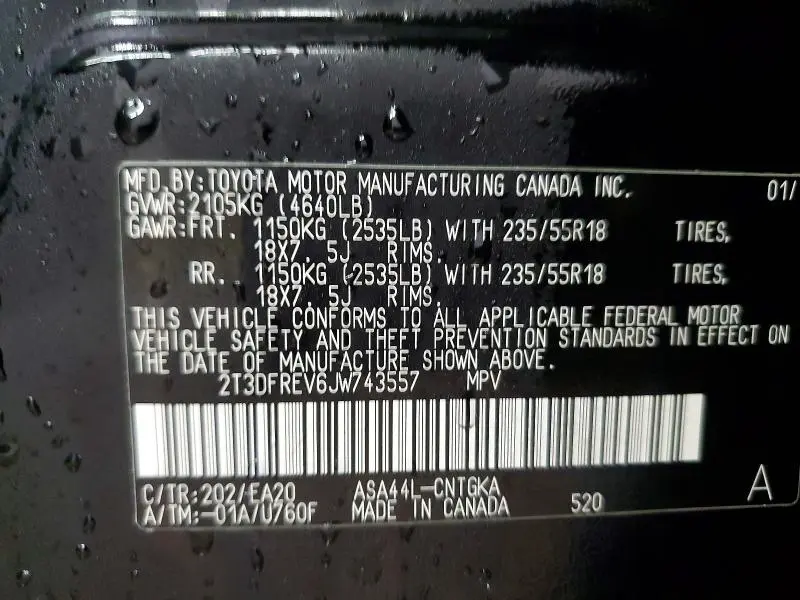 MFD.BY:TOYOTA MOTOR MANUFACTURING CANADA INC. 01/
GVWR:2105KG (4640LB)
GAWR:FRT. 1150KG (2535LB) WITH 235/55R18 TIRES,
18X7.5J RIMS.
RR. 1150KG (2535LB) WITH 235/55R18 TIRES,
18X7.5J RIMS.
THIS VEHICLE CONFORMS TO ALL APPLICABLE FEDERAL MOTOR
VEHICLE SAFETY AND THEFT PREVENTION STANDARDS IN EFFECT ON
THE DATE OF MANUFACTURE SHOWN ABOVE.
2T3DFREV6JW743557 MPV
C/TR:202/EA20 ASA44L-CNTGKA
A/TM:-01A/U760F MADE IN CANADA 520 A